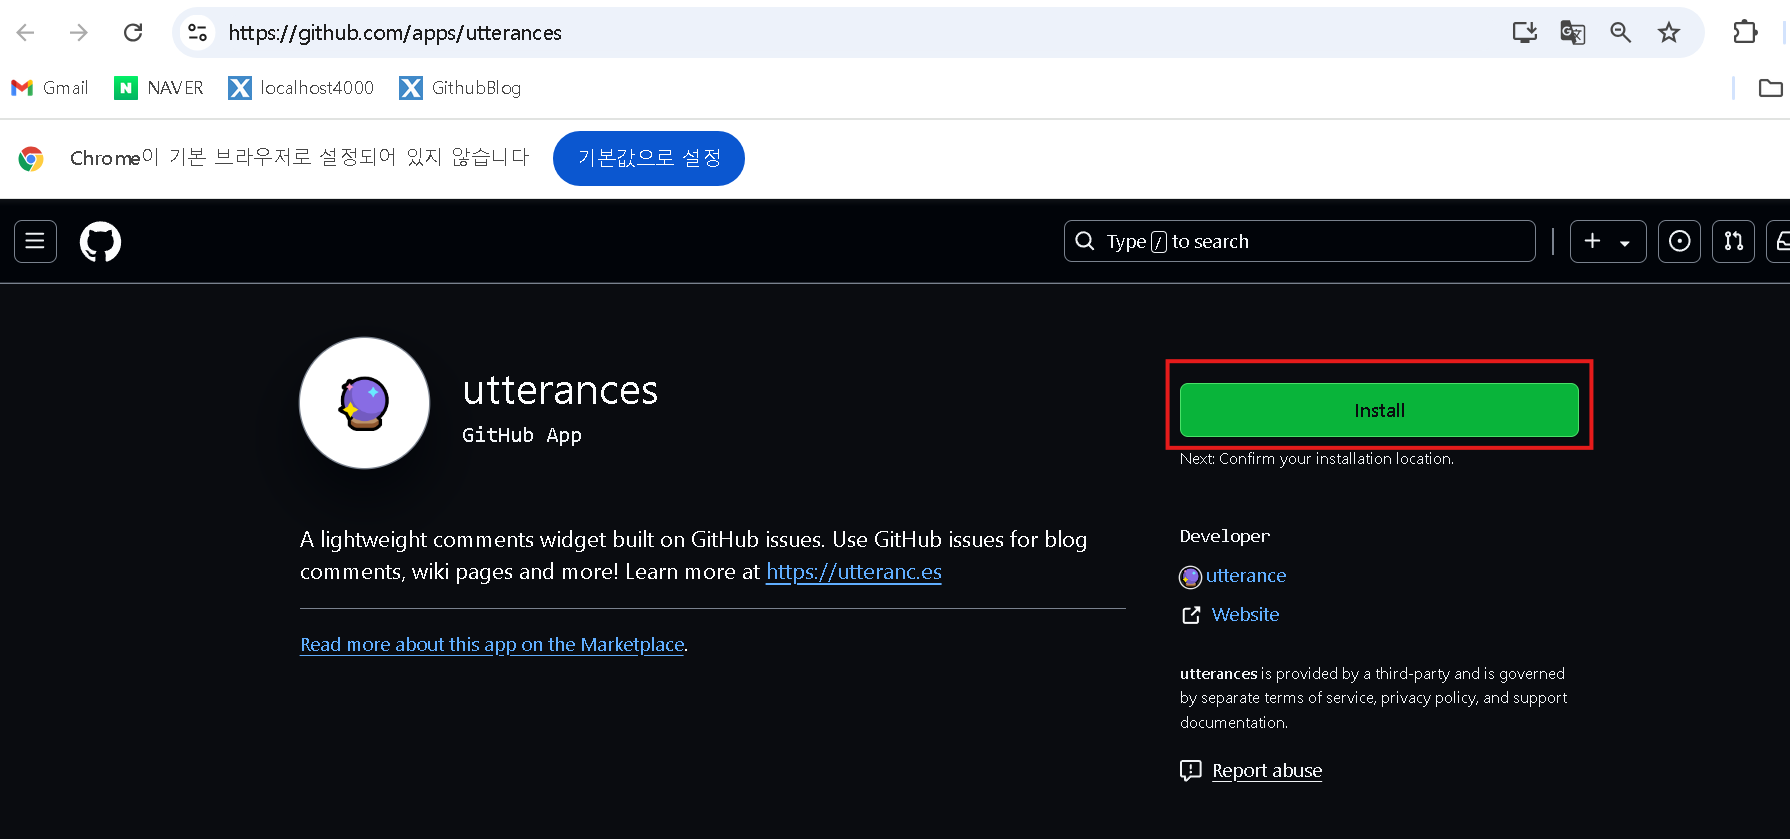 https://github.com/apps/utterances
Gmail
NAVER
localhost4000
GithubBlog
Chrome이 기본 브라우저로 설정되어 있지 않습니다
기본값으로 설정
Type / to search
utterances
GitHub App
Install
Next: Confirm your installation location.
A lightweight comments widget built on GitHub issues. Use GitHub issues for blog
comments, wiki pages and more! Learn more at https://utteranc.es
Read more about this app on the Marketplace.
Developer
utterance
Website
utterances is provided by a third-party and is governed
by separate terms of service, privacy policy, and support
documentation.
Report abuse